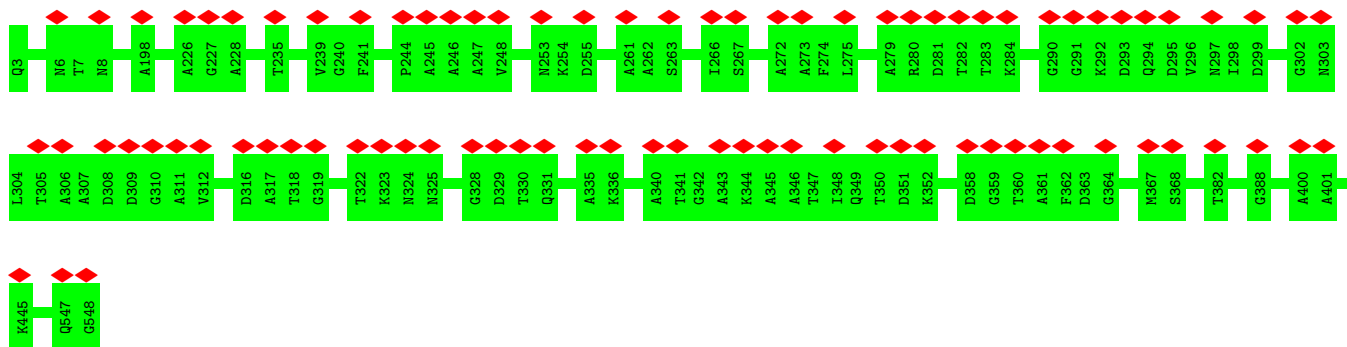 Q3 N6 T7 N8 A198 A226 G227 A228 T235 V239 G240 F241 P244 A245 A246 A247 V248 N253 K254 D255 A261 A262 S263 I266 S267 A272 A273 F274 L275 A279 R280 D281 T282 T283 K284 G290 G291 K292 D293 Q294 D295 V296 N297 I298 D299 G302 N303
L304 T305 A306 A307 D308 D309 G310 A311 V312 D316 A317 T318 G319 T322 K323 N324 N325 G328 D329 T330 Q331 A335 K336 A340 T341 G342 A343 K344 A345 A346 T347 I348 Q349 T350 D351 K352 D358 G359 T360 A361 F362 D363 G364 M367 S368 T382 G388 A400 A401
K445 Q547 G548